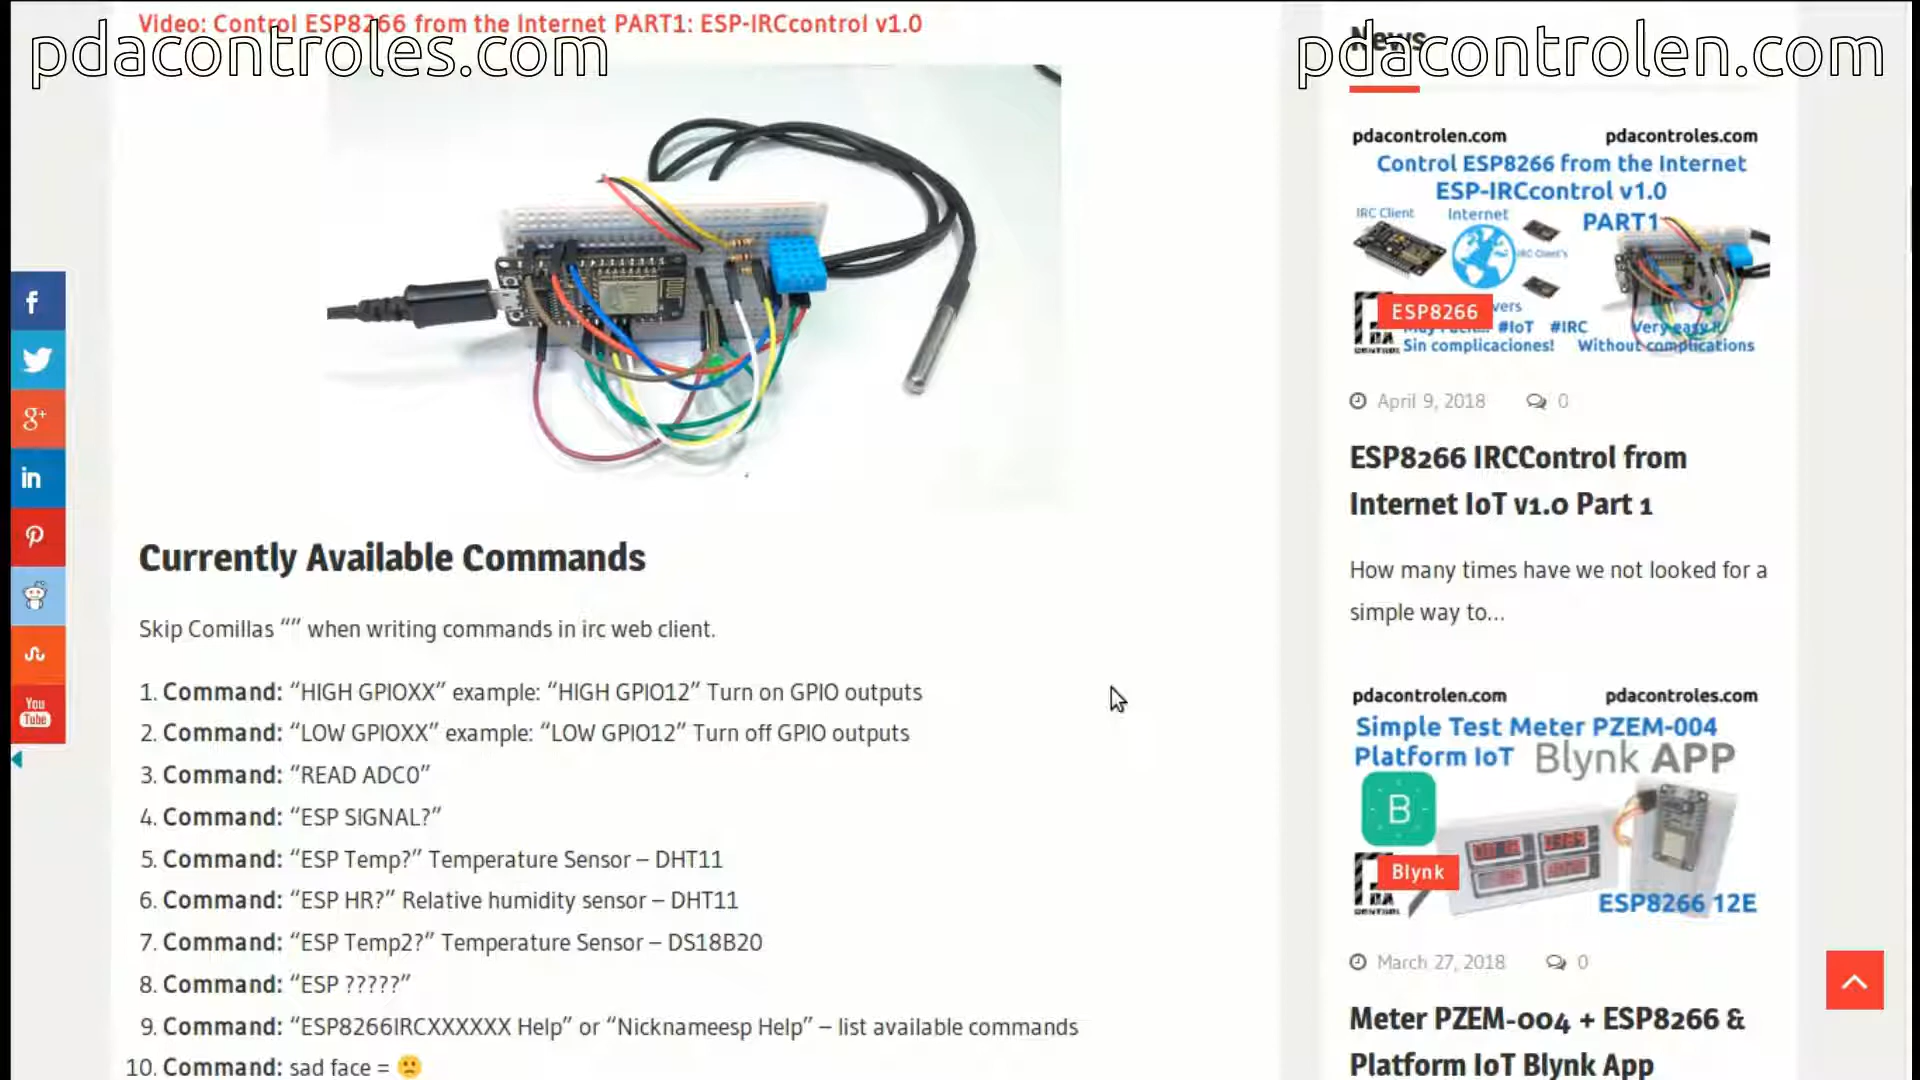 Video: Control ESP8266 from the Internet PART1: ESP-IRCcontrol v1.0
pdacontroles.com
pdacontrolen.com
News
f
g+
in
You
Tube
Currently Available Commands
Skip Comillas “” when writing commands in irc web client.
1. Command: “HIGH GPIOXX” example: “HIGH GPIO12” Turn on GPIO outputs
2. Command: “LOW GPIOXX” example: “LOW GPIO12” Turn off GPIO outputs
3. Command: “READ ADC0”
4. Command: “ESP SIGNAL?”
5. Command: “ESP Temp?” Temperature Sensor – DHT11
6. Command: “ESP HR?” Relative humidity sensor – DHT11
7. Command: “ESP Temp2?” Temperature Sensor – DS18B20
8. Command: “ESP ?????”
9. Command: “ESP8266IRCXXXXXX Help” or “Nicknameesp Help” – list available commands
10. Command: sad face = 🙁
pdacontrolen.com pdacontroles.com
Control ESP8266 from the Internet
ESP-IRCcontrol v1.0
IRC Client
Internet
PART1
IRC Client's
ESP8266
#IoT #IRC Very easy
Sin complicaciones! Without complications
April 9, 2018 0
ESP8266 IRCControl from
Internet IoT v1.0 Part 1
How many times have we not looked for a
simple way to...
pdacontrolen.com pdacontroles.com
Simple Test Meter PZEM-004
Platform IoT Blynk APP
B
Blynk
ESP8266 12E
March 27, 2018 0
Meter PZEM-004 + ESP8266 &
Platform IoT Blynk App